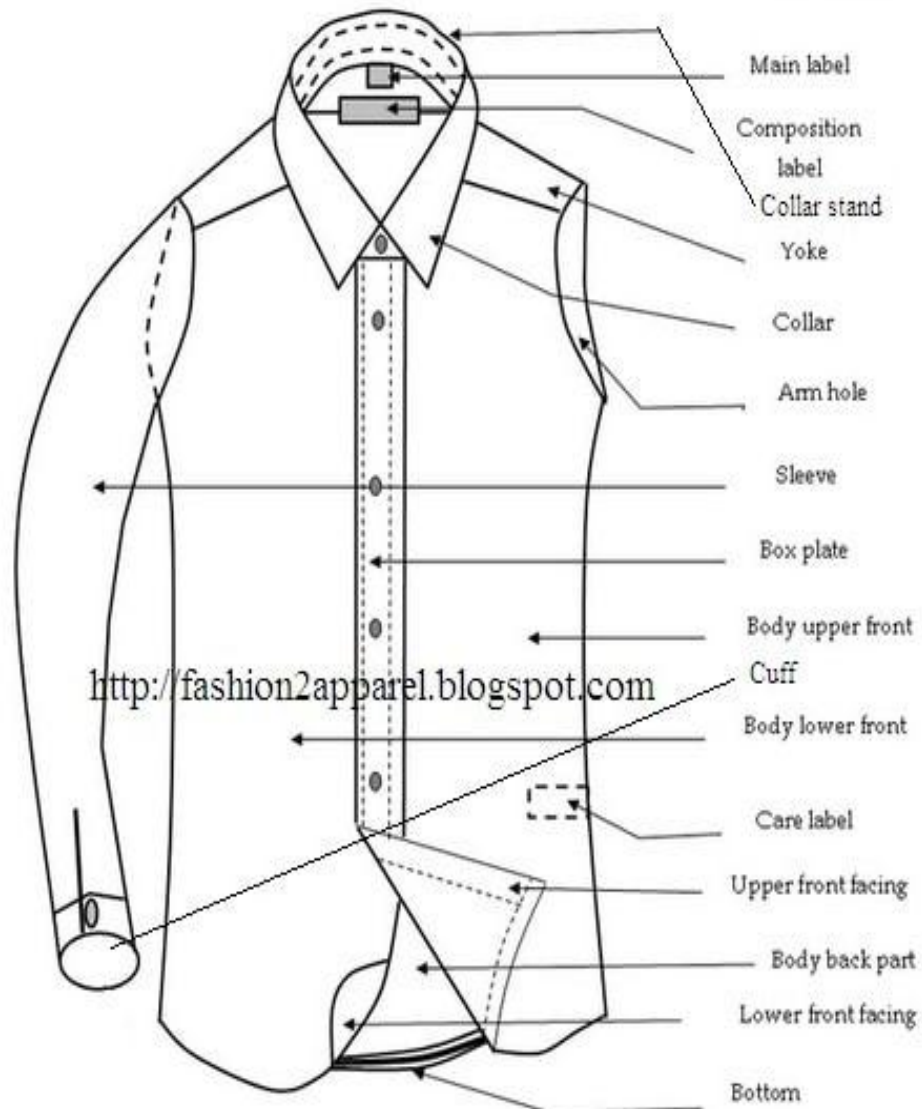 Main label
Composition
label
Collar stand
Yoke
Collar
Arm hole
Sleeve
Box plate
Body upper front
http://fashion2apparel.blogspot.com
Cuff
Body lower front
Care label
Upper front facing
Body back part
Lower front facing
Bottom